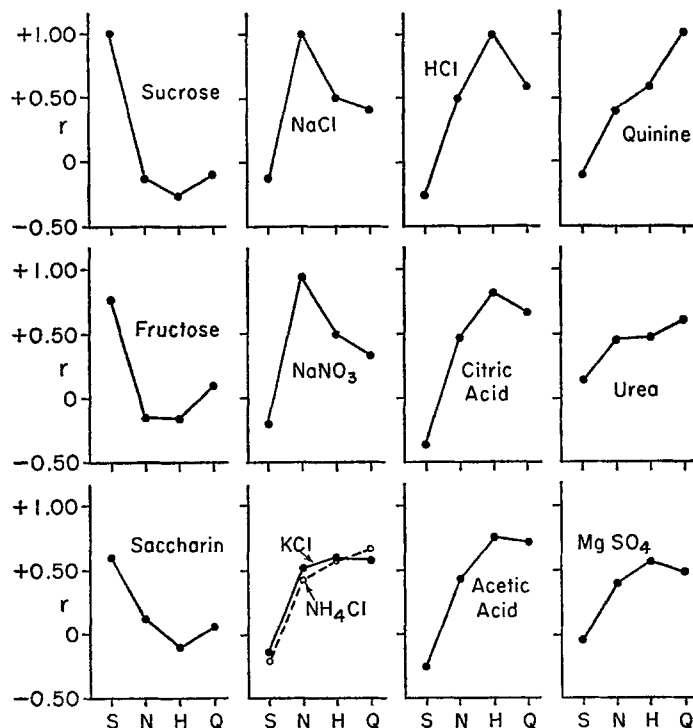 +1.00
+0.50
r
0
-0.50
Sucrose
NaCl
HCl
Quinine
+1.00
+0.50
r
0
-0.50
Fructose
NaNO₃
Citric
Acid
Urea
+1.00
+0.50
r
0
-0.50
Saccharin
KCl
NH₄Cl
Acetic
Acid
Mg SO₄
S N H Q S N H Q S N H Q S N H Q